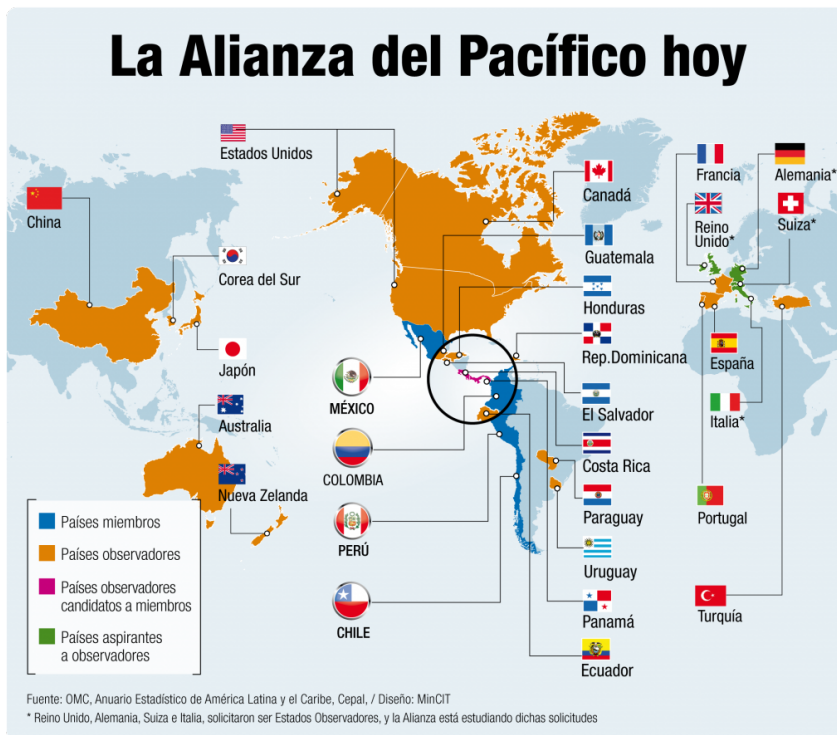 La Alianza del Pacífico hoy
Estados Unidos
China
Corea del Sur
Japón
Australia
Nueva Zelanda
Canadá
Guatemala
Honduras
Rep.Dominicana
El Salvador
Costa Rica
Paraguay
Uruguay
Panamá
Ecuador
MÉXICO
COLOMBIA
PERÚ
CHILE
Francia
Alemania*
Reino
Unido*
Suiza*
España
Italia*
Portugal
Turquía
Países miembros
Países observadores
Países observadores
candidatos a miembros
Países aspirantes
a observadores
Fuente: OMC, Anuario Estadístico de América Latina y el Caribe, Cepal, / Diseño: MinCIT
* Reino Unido, Alemania, Suiza e Italia, solicitaron ser Estados Observadores, y la Alianza está estudiando dichas solicitudes